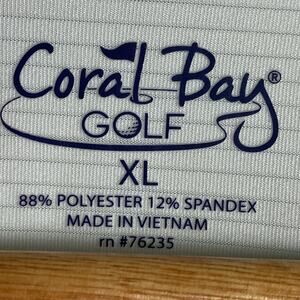 Coral Bay®
GOLF
XL
88% POLYESTER 12% SPANDEX
MADE IN VIETNAM
rn #76235